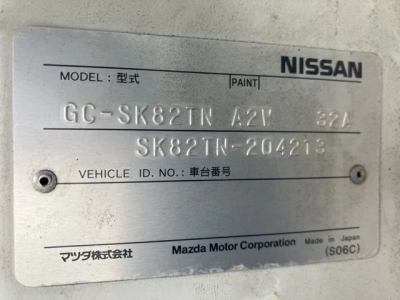 NISSAN
MODEL: 型式 PAINT
GC-SK82TN A2W 32A
SK82TN-204213
VEHICLE ID. NO.: 車台番号
マツダ株式会社 Mazda Motor Corporation Made in Japan
(S06C)